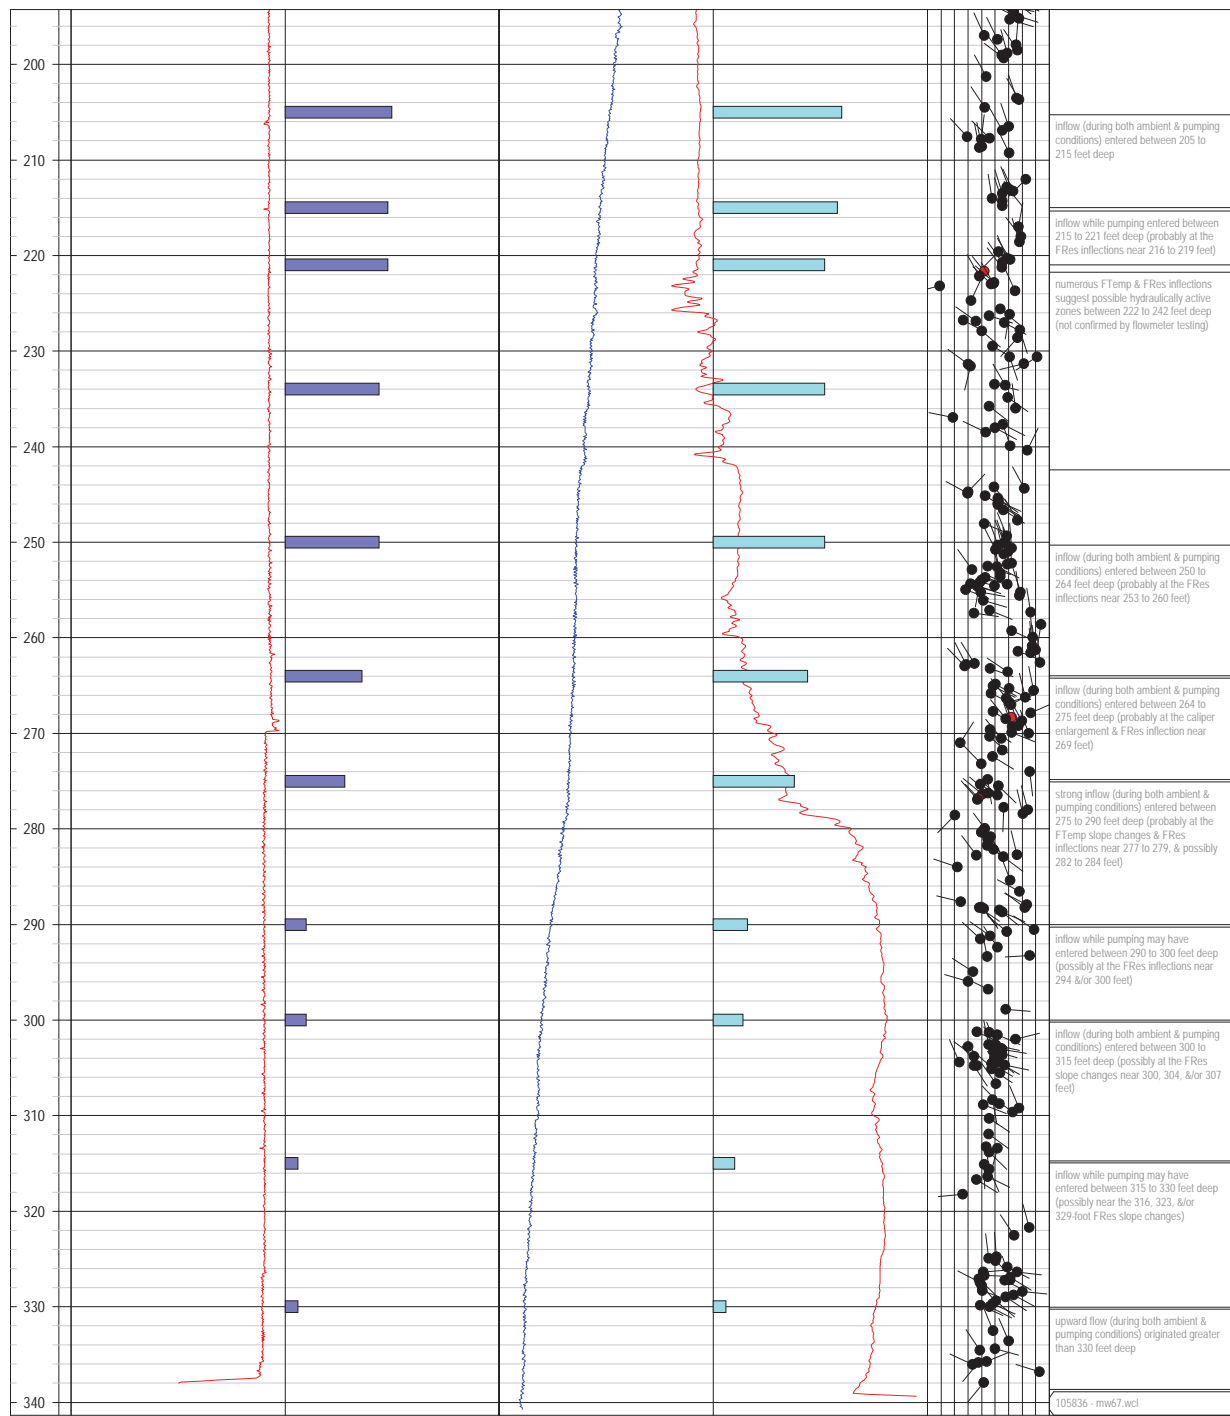 200
210
220
230
240
250
260
270
280
290
300
310
320
330
340
inflow (during both ambient & pumping
conditions) entered between 205 to
215 feet deep
inflow while pumping entered between
215 to 221 feet deep (probably at the
FRes inflections near 216 to 219 feet)
numerous FTemp & FRes inflections
suggest possible hydraulically active
zones between 222 to 242 feet deep
(not confirmed by flowmeter testing)
inflow (during both ambient & pumping
conditions) entered between 250 to
264 feet deep (probably at the FRes
inflections near 253 to 260 feet)
inflow (during both ambient & pumping
conditions) entered between 264 to
275 feet deep (probably at the caliper
enlargement & FRes inflection near
269 feet)
strong inflow (during both ambient &
pumping conditions) entered between
275 to 290 feet deep (probably at the
FTemp slope changes & FRes
inflections near 277 to 279, & possibly
282 to 284 feet)
inflow while pumping may have
entered between 290 to 300 feet deep
(possibly at the FRes inflections near
294 &/or 300 feet)
inflow (during both ambient & pumping
conditions) entered between 300 to
315 feet deep (possibly at the FRes
slope changes near 300, 304, &/or 307
feet)
inflow while pumping may have
entered between 315 to 330 feet deep
(possibly near the 316, 323, &/or
329-foot FRes slope changes)
upward flow (during both ambient &
pumping conditions) originated greater
than 330 feet deep
105836 - mw67.wcl